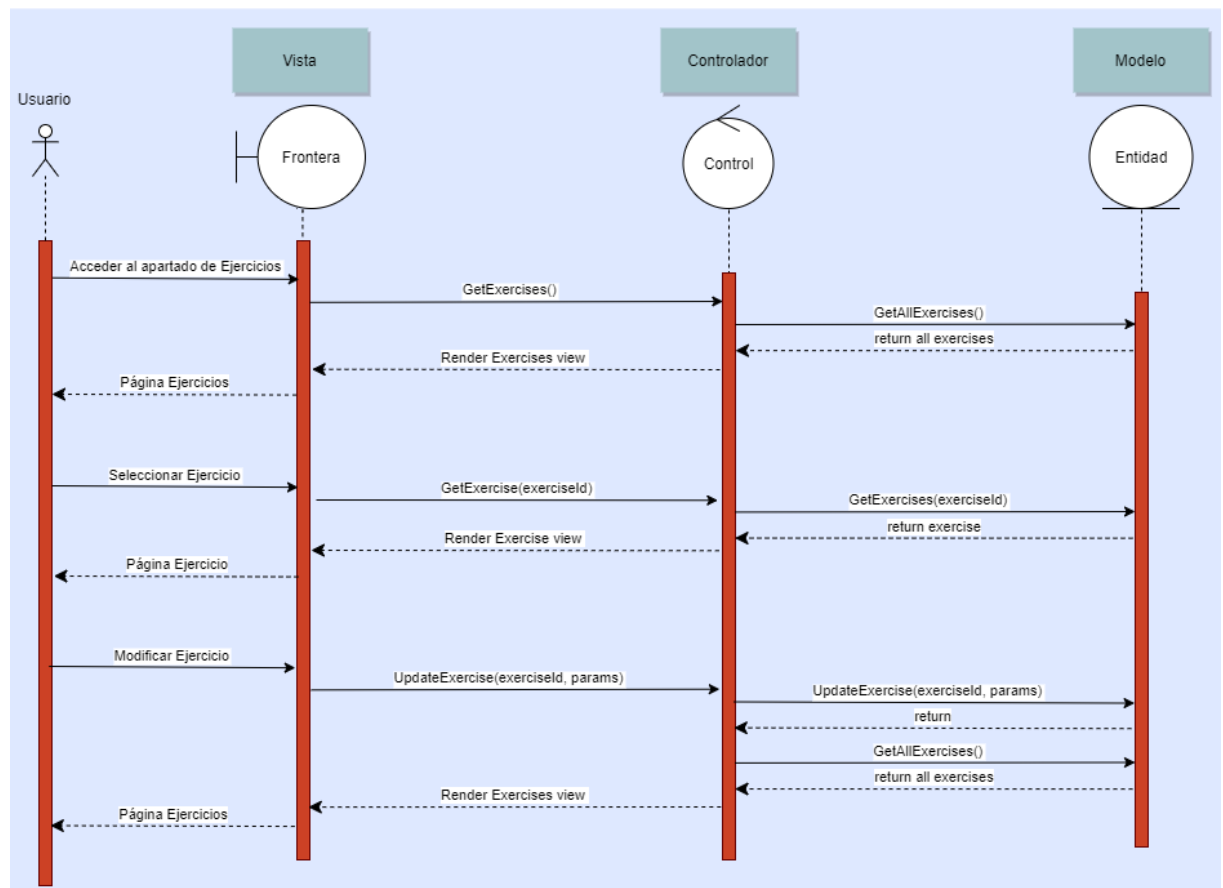 Vista
Controlador
Modelo
Usuario
Frontera
Control
Entidad
Acceder al apartado de Ejercicios
GetExercises()
GetAllExercises()
return all exercises
Render Exercises view
Página Ejercicios
Seleccionar Ejercicio
GetExercise(exerciseId)
GetExercises(exerciseId)
return exercise
Render Exercise view
Página Ejercicio
Modificar Ejercicio
UpdateExercise(exerciseId, params)
UpdateExercise(exerciseId, params)
return
GetAllExercises()
return all exercises
Render Exercises view
Página Ejercicios